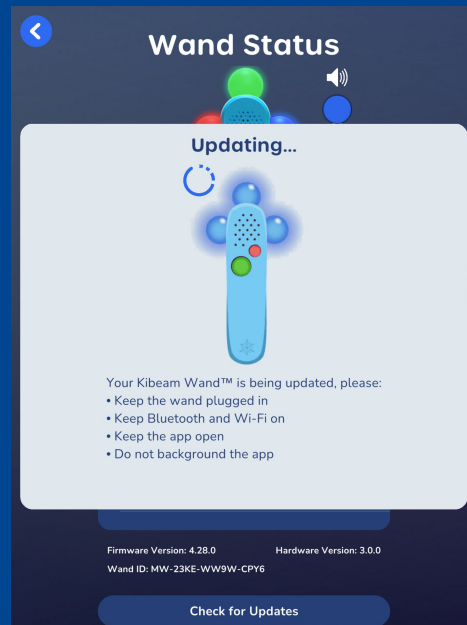 Wand Status
Updating...
Your Kibeam Wand™ is being updated, please:
• Keep the wand plugged in
• Keep Bluetooth and Wi-Fi on
• Keep the app open
• Do not background the app
Firmware Version: 4.28.0 Hardware Version: 3.0.0
Wand ID: MW-23KE-WW9W-CPY6
Check for Updates